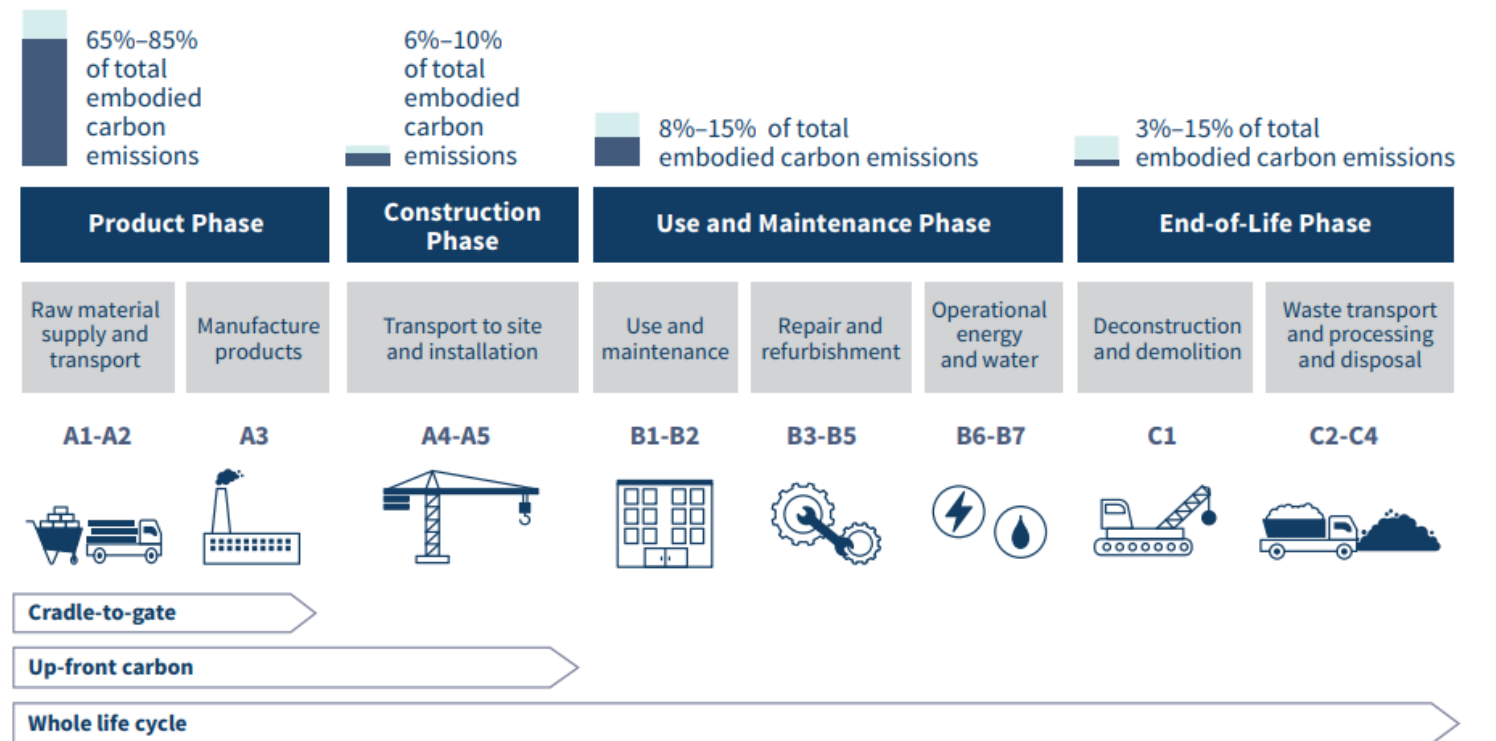 65%–85%
of total
embodied
carbon
emissions
6%–10%
of total
embodied
carbon
emissions
8%–15% of total
embodied carbon emissions
3%–15% of total
embodied carbon emissions
Product Phase
Construction
Phase
Use and Maintenance Phase
End-of-Life Phase
Raw material
supply and
transport
Manufacture
products
Transport to site
and installation
Use and
maintenance
Repair and
refurbishment
Operational
energy
and water
Deconstruction
and demolition
Waste transport
and processing
and disposal
A1-A2
A3
A4-A5
B1-B2
B3-B5
B6-B7
C1
C2-C4
Cradle-to-gate
Up-front carbon
Whole life cycle